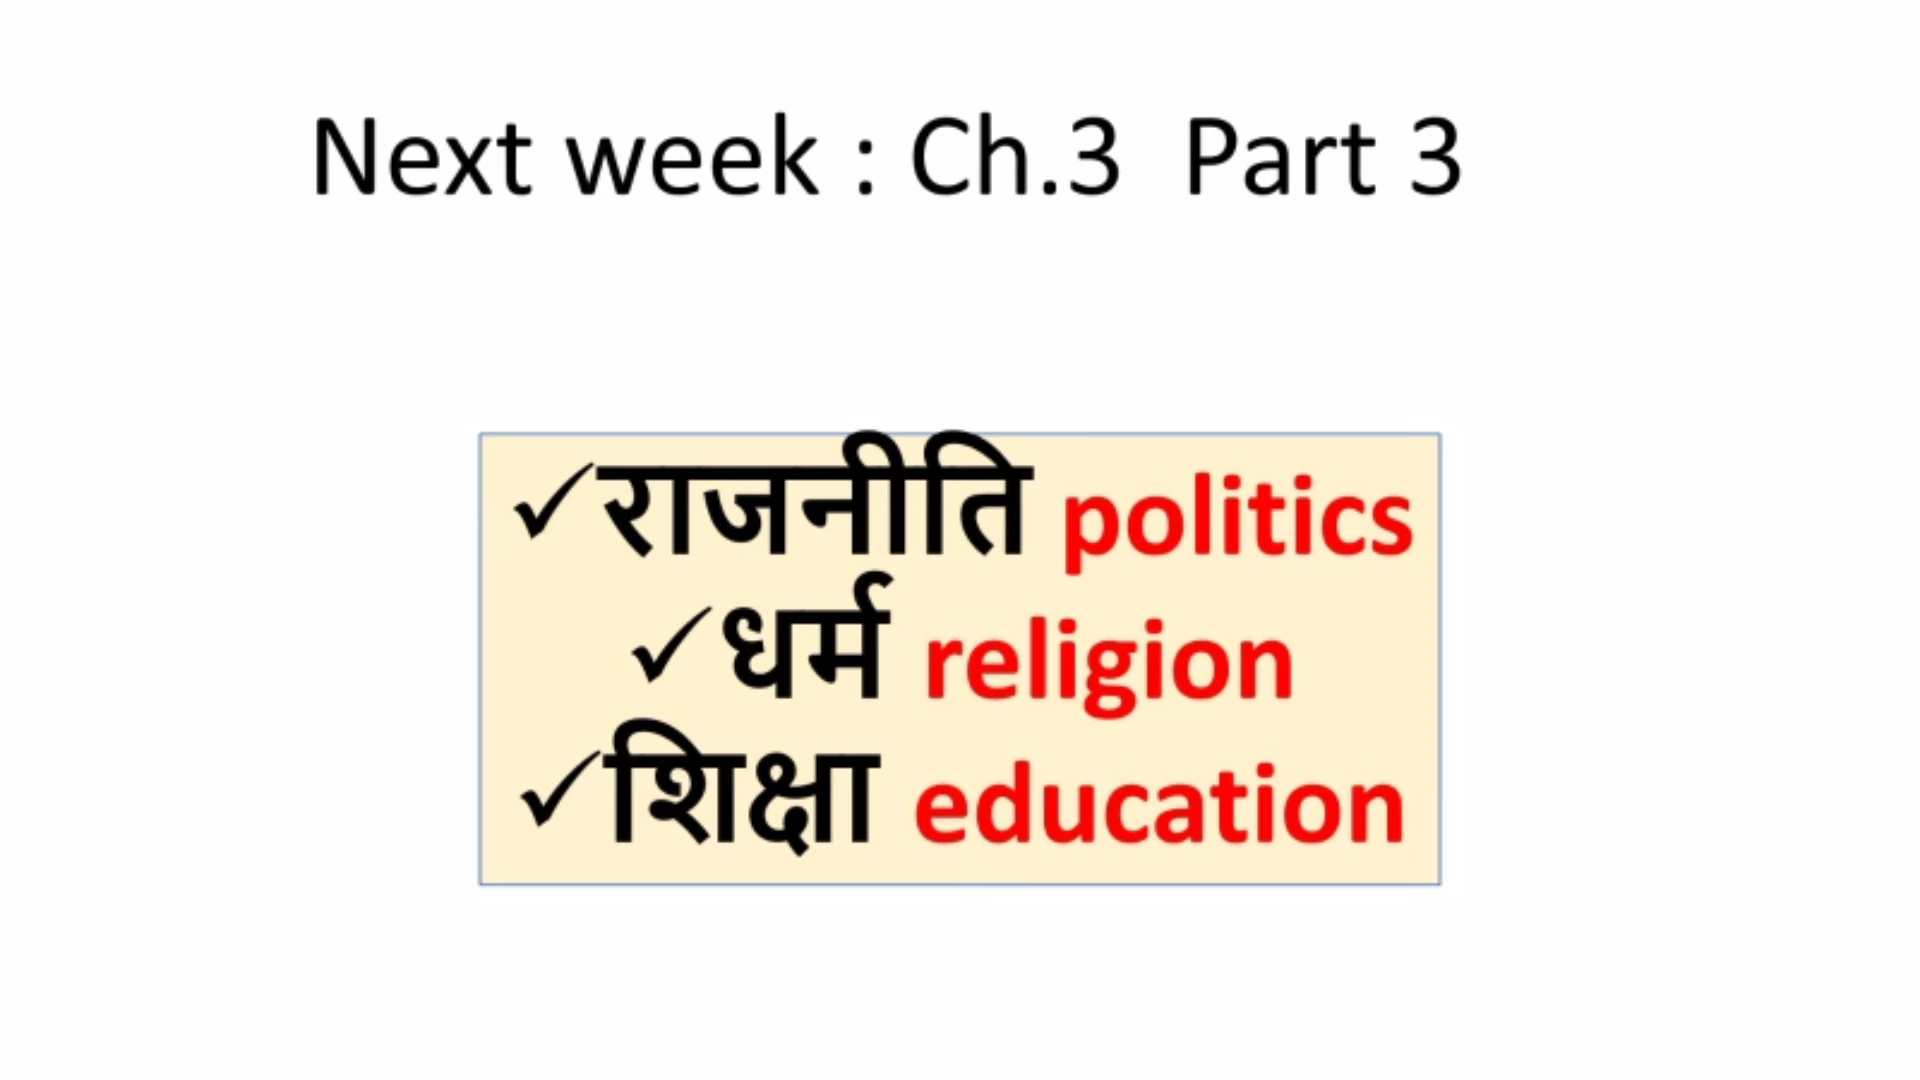 Next week : Ch.3 Part 3
✓राजनीति politics
✓धर्म religion
✓शिक्षा education